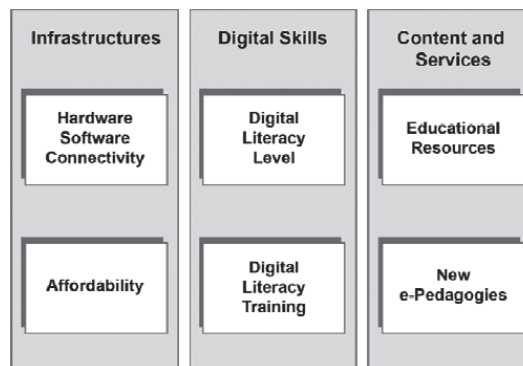 Infrastructures
Hardware
Software
Connectivity
Affordability
Digital Skills
Digital
Literacy
Level
Digital
Literacy
Training
Content and
Services
Educational
Resources
New
e-Pedagogies